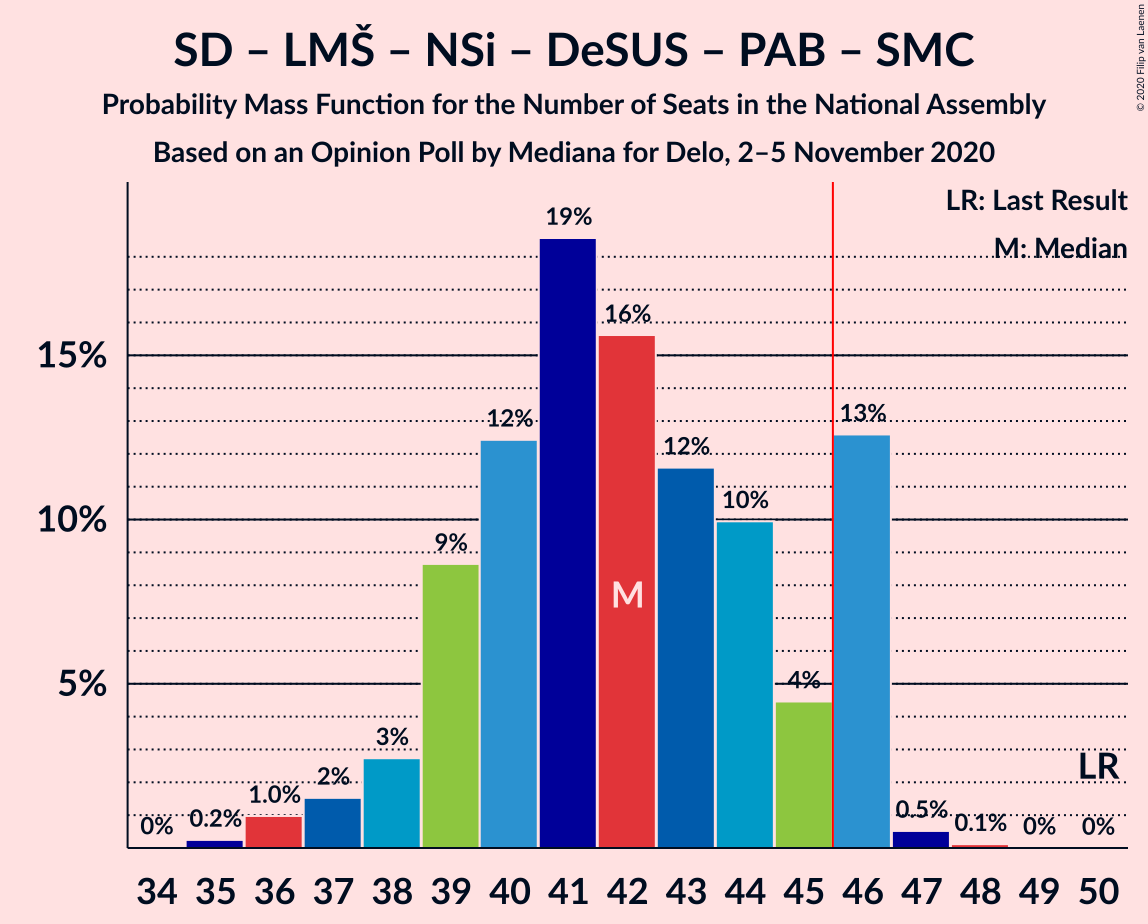 SD – LMŠ – NSi – DeSUS – PAB – SMC
Probability Mass Function for the Number of Seats in the National Assembly
Based on an Opinion Poll by Mediana for Delo, 2–5 November 2020
© 2020 Filip van Laenen
LR: Last Result
M: Median
15%
10%
5%
0%
0.2%
1.0%
2%
3%
9%
12%
19%
16%
12%
10%
4%
13%
0.5%
0.1%
0%
0%
M
LR
34 35 36 37 38 39 40 41 42 43 44 45 46 47 48 49 50